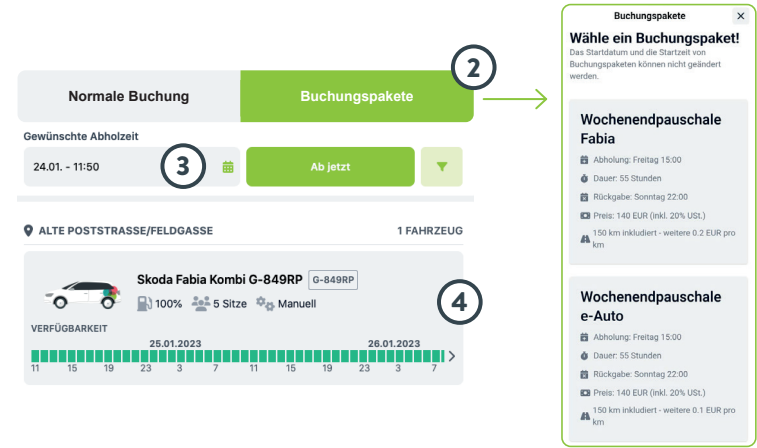 2
Normale Buchung
Buchungspakete
Gewünschte Abholzeit
24.01. - 11:50
3
Ab jetzt
ALTE POSTSTRASSE/FELDGASSE
1 FAHRZEUG
Skoda Fabia Kombi G-849RP
G-849RP
100%
5 Sitze
Manuell
4
VERFÜGBARKEIT
25.01.2023
26.01.2023
11 15 19 23 3 7 11 15 19 23 3 7
Buchungspakete
Wähle ein Buchungspaket!
Das Startdatum und die Startzeit von
Buchungspaketen können nicht geändert
werden.
Wochenendpauschale
Fabia
Abholung: Freitag 15:00
Dauer: 55 Stunden
Rückgabe: Sonntag 22:00
Preis: 140 EUR (inkl. 20% USt.)
150 km inkludiert - weitere 0.2 EUR pro
km
Wochenendpauschale
e-Auto
Abholung: Freitag 15:00
Dauer: 55 Stunden
Rückgabe: Sonntag 22:00
Preis: 140 EUR (inkl. 20% USt.)
150 km inkludiert - weitere 0.1 EUR pro
km